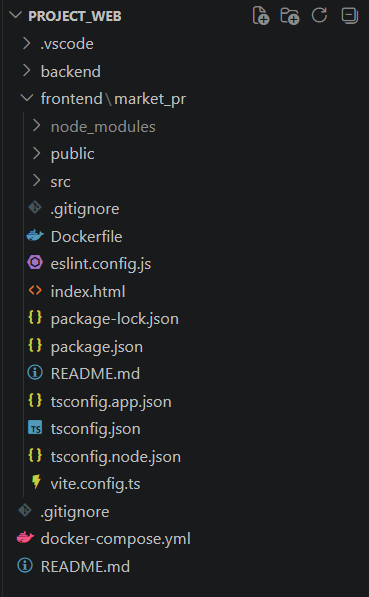 PROJECT_WEB
.vscode
backend
frontend\market_pr
node_modules
public
src
.gitignore
Dockerfile
eslint.config.js
<> index.html
{} package-lock.json
{} package.json
README.md
{} tsconfig.app.json
TS tsconfig.json
{} tsconfig.node.json
vite.config.ts
.gitignore
docker-compose.yml
README.md